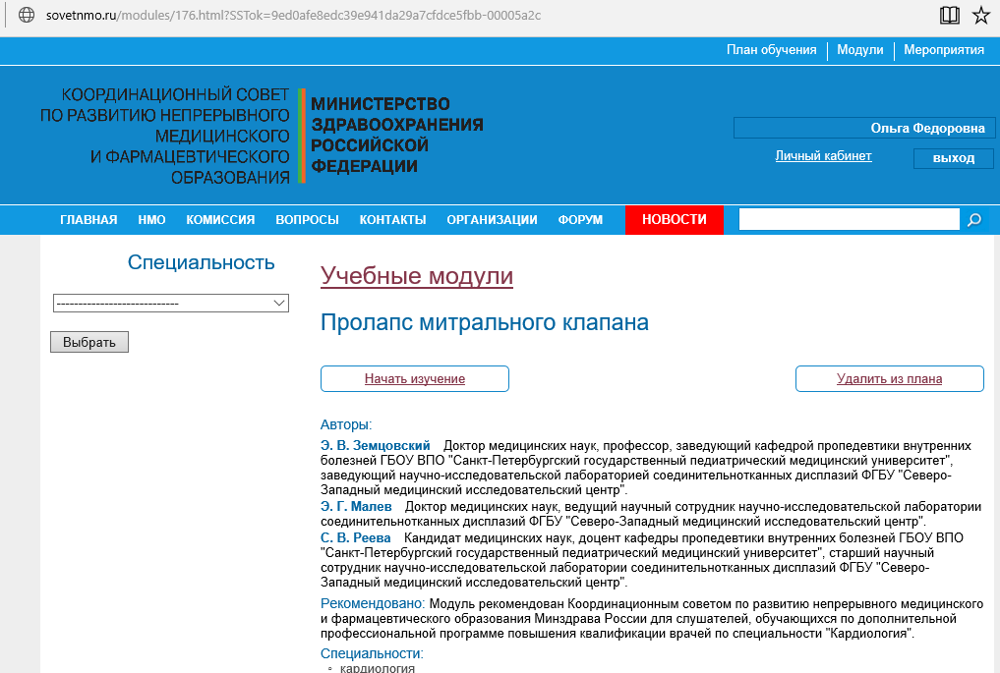 sovetnmo.ru/modules/176.html?SSTok=9ed0afe8edc39e941da29a7cfdce5fbb-00005a2c
План обучения Модули Мероприятия
КООРДИНАЦИОННЫЙ СОВЕТ
ПО РАЗВИТИЮ НЕПРЕРЫВНОГО
МЕДИЦИНСКОГО
И ФАРМАЦЕВТИЧЕСКОГО
ОБРАЗОВАНИЯ
МИНИСТЕРСТВО
ЗДРАВООХРАНЕНИЯ
РОССИЙСКОЙ
ФЕДЕРАЦИИ
Ольга Федоровна
Личный кабинет выход
ГЛАВНАЯ НМО КОМИССИЯ ВОПРОСЫ КОНТАКТЫ ОРГАНИЗАЦИИ ФОРУМ НОВОСТИ
Специальность
----------------------------
Выбрать
Учебные модули
Пролапс митрального клапана
Начать изучение Удалить из плана
Авторы:
Э. В. Земцовский Доктор медицинских наук, профессор, заведующий кафедрой пропедевтики внутренних
болезней ГБОУ ВПО "Санкт-Петербургский государственный педиатрический медицинский университет",
заведующий научно-исследовательской лабораторией соединительнотканных дисплазий ФГБУ "Северо-
Западный медицинский исследовательский центр".
Э. Г. Малев Доктор медицинских наук, ведущий научный сотрудник научно-исследовательской лаборатории
соединительнотканных дисплазий ФГБУ "Северо-Западный медицинский исследовательский центр".
С. В. Реева Кандидат медицинских наук, доцент кафедры пропедевтики внутренних болезней ГБОУ ВПО
"Санкт-Петербургский государственный педиатрический медицинский университет", старший научный
сотрудник научно-исследовательской лаборатории соединительнотканных дисплазий ФГБУ "Северо-
Западный медицинский исследовательский центр".
Рекомендовано: Модуль рекомендован Координационным советом по развитию непрерывного медицинского
и фармацевтического образования Минздрава России для слушателей, обучающихся по дополнительной
профессиональной программе повышения квалификации врачей по специальности "Кардиология".
Специальности:
◦ кардиология